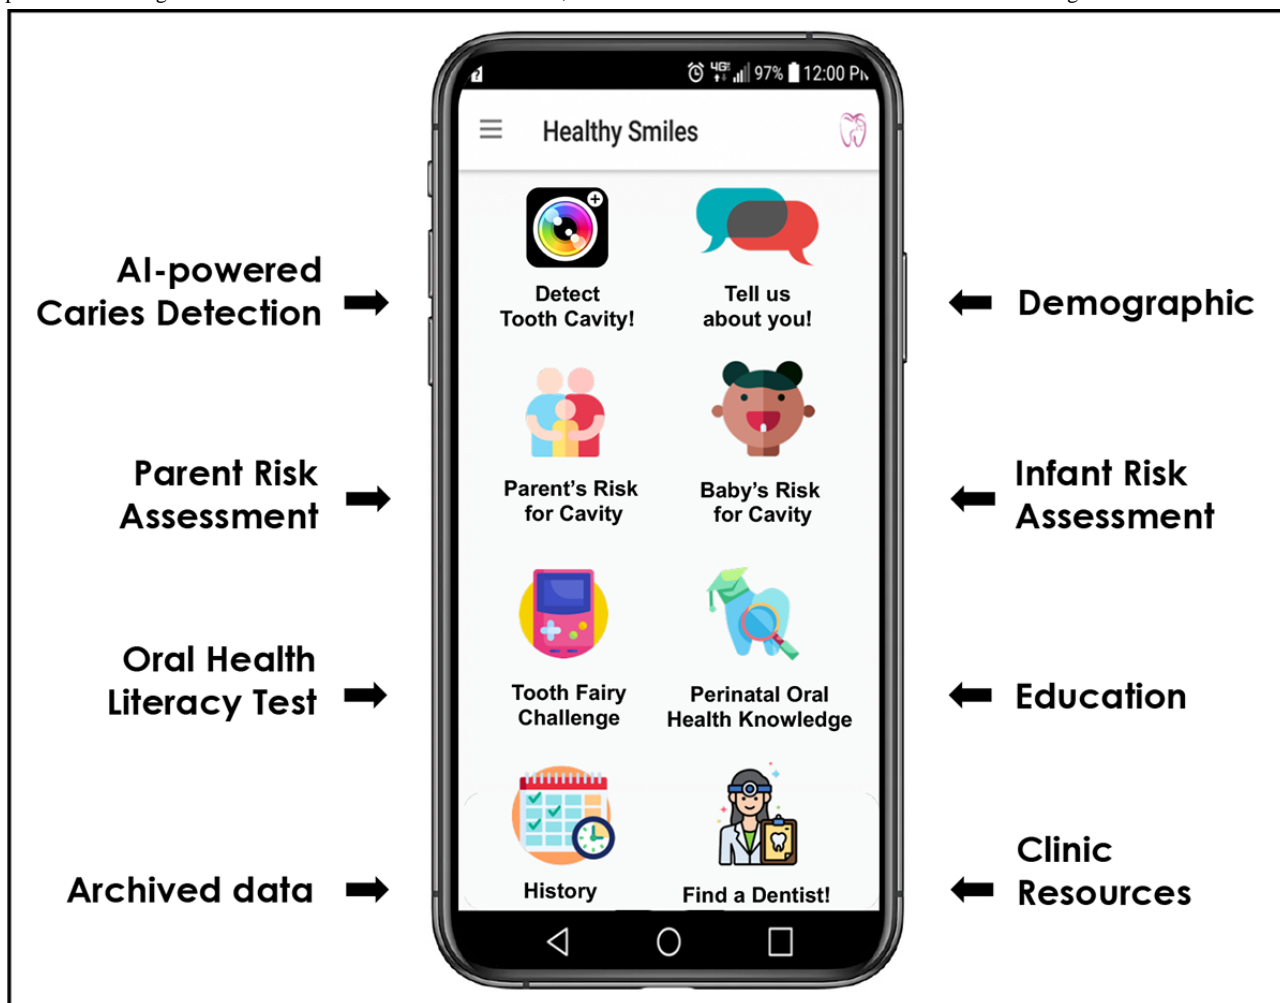 97% 12:00 P
Healthy Smiles
AI-powered
Caries Detection
Detect
Tooth Cavity!
Tell us
about you!
Demographic
Parent Risk
Assessment
Parent's Risk
for Cavity
Baby's Risk
for Cavity
Infant Risk
Assessment
Oral Health
Literacy Test
Tooth Fairy
Challenge
Perinatal Oral
Health Knowledge
Education
Archived data
History
Find a Dentist!
Clinic
Resources